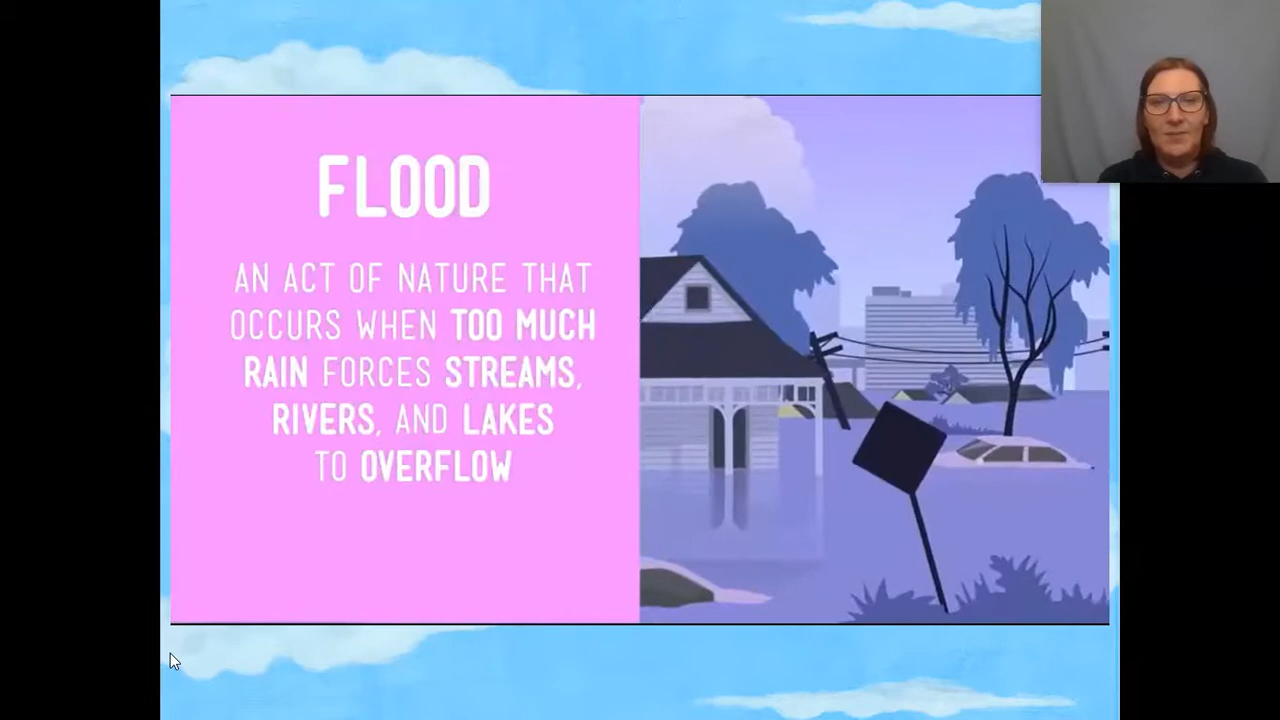 FLOOD
AN ACT OF NATURE THAT
OCCURS WHEN TOO MUCH
RAIN FORCES STREAMS,
RIVERS, AND LAKES
TO OVERFLOW